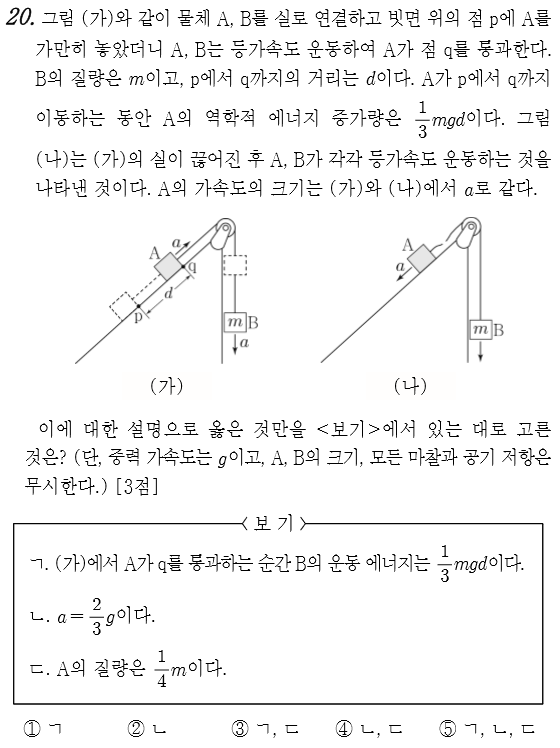 20. 그림 (가)와 같이 물체 A, B를 실로 연결하고 빗면 위의 점 p에 A를
가만히 놓았더니 A, B는 등가속도 운동하여 A가 점 q를 통과한다.
B의 질량은 m이고, p에서 q까지의 거리는 d이다. A가 p에서 q까지
이동하는 동안 A의 역학적 에너지 증가량은 1/3 mgd이다. 그림
(나)는 (가)의 실이 끊어진 후 A, B가 각각 등가속도 운동하는 것을
나타낸 것이다. A의 가속도의 크기는 (가)와 (나)에서 a로 같다.
A a q d p m B a
(가)
A a m B
(나)
이에 대한 설명으로 옳은 것만을 <보기>에서 있는 대로 고른
것은? (단, 중력 가속도는 g이고, A, B의 크기, 모든 마찰과 공기 저항은
무시한다.) [3점]
<보 기>
ㄱ. (가)에서 A가 q를 통과하는 순간 B의 운동 에너지는 1/3 mgd이다.
ㄴ. a = 2/3 g이다.
ㄷ. A의 질량은 1/4 m이다.
① ㄱ ② ㄴ ③ ㄱ, ㄷ ④ ㄴ, ㄷ ⑤ ㄱ, ㄴ, ㄷ